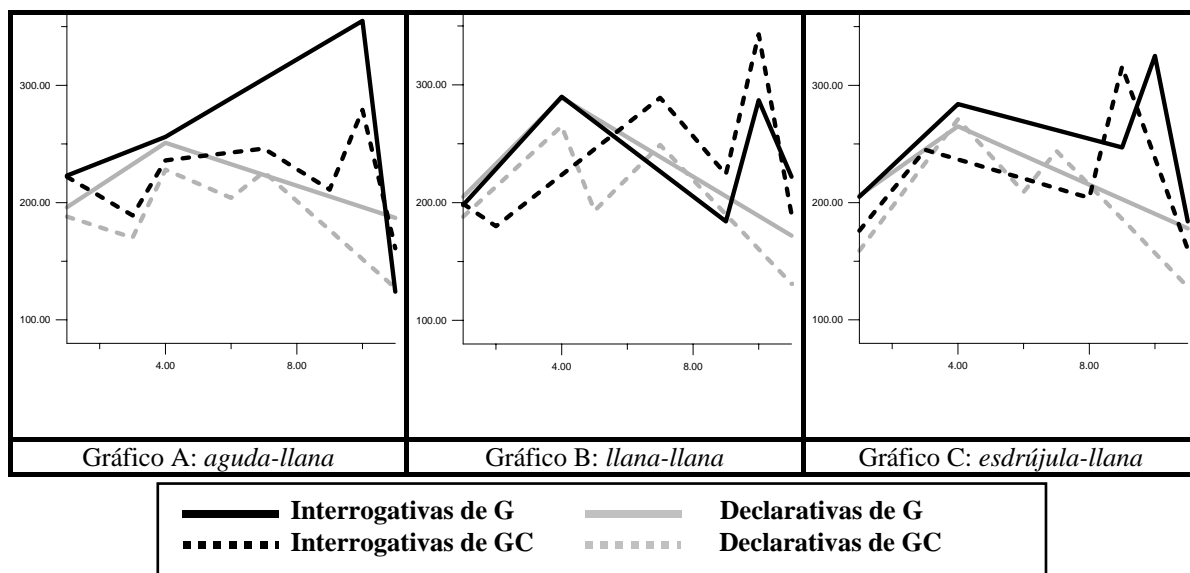 300.00
200.00
100.00
4.00 8.00
300.00
200.00
100.00
4.00 8.00
300.00
200.00
100.00
4.00 8.00
Gráfico A: aguda-llana
Gráfico B: llana-llana
Gráfico C: esdrújula-llana
Interrogativas de G Declarativas de G
Interrogativas de GC Declarativas de GC